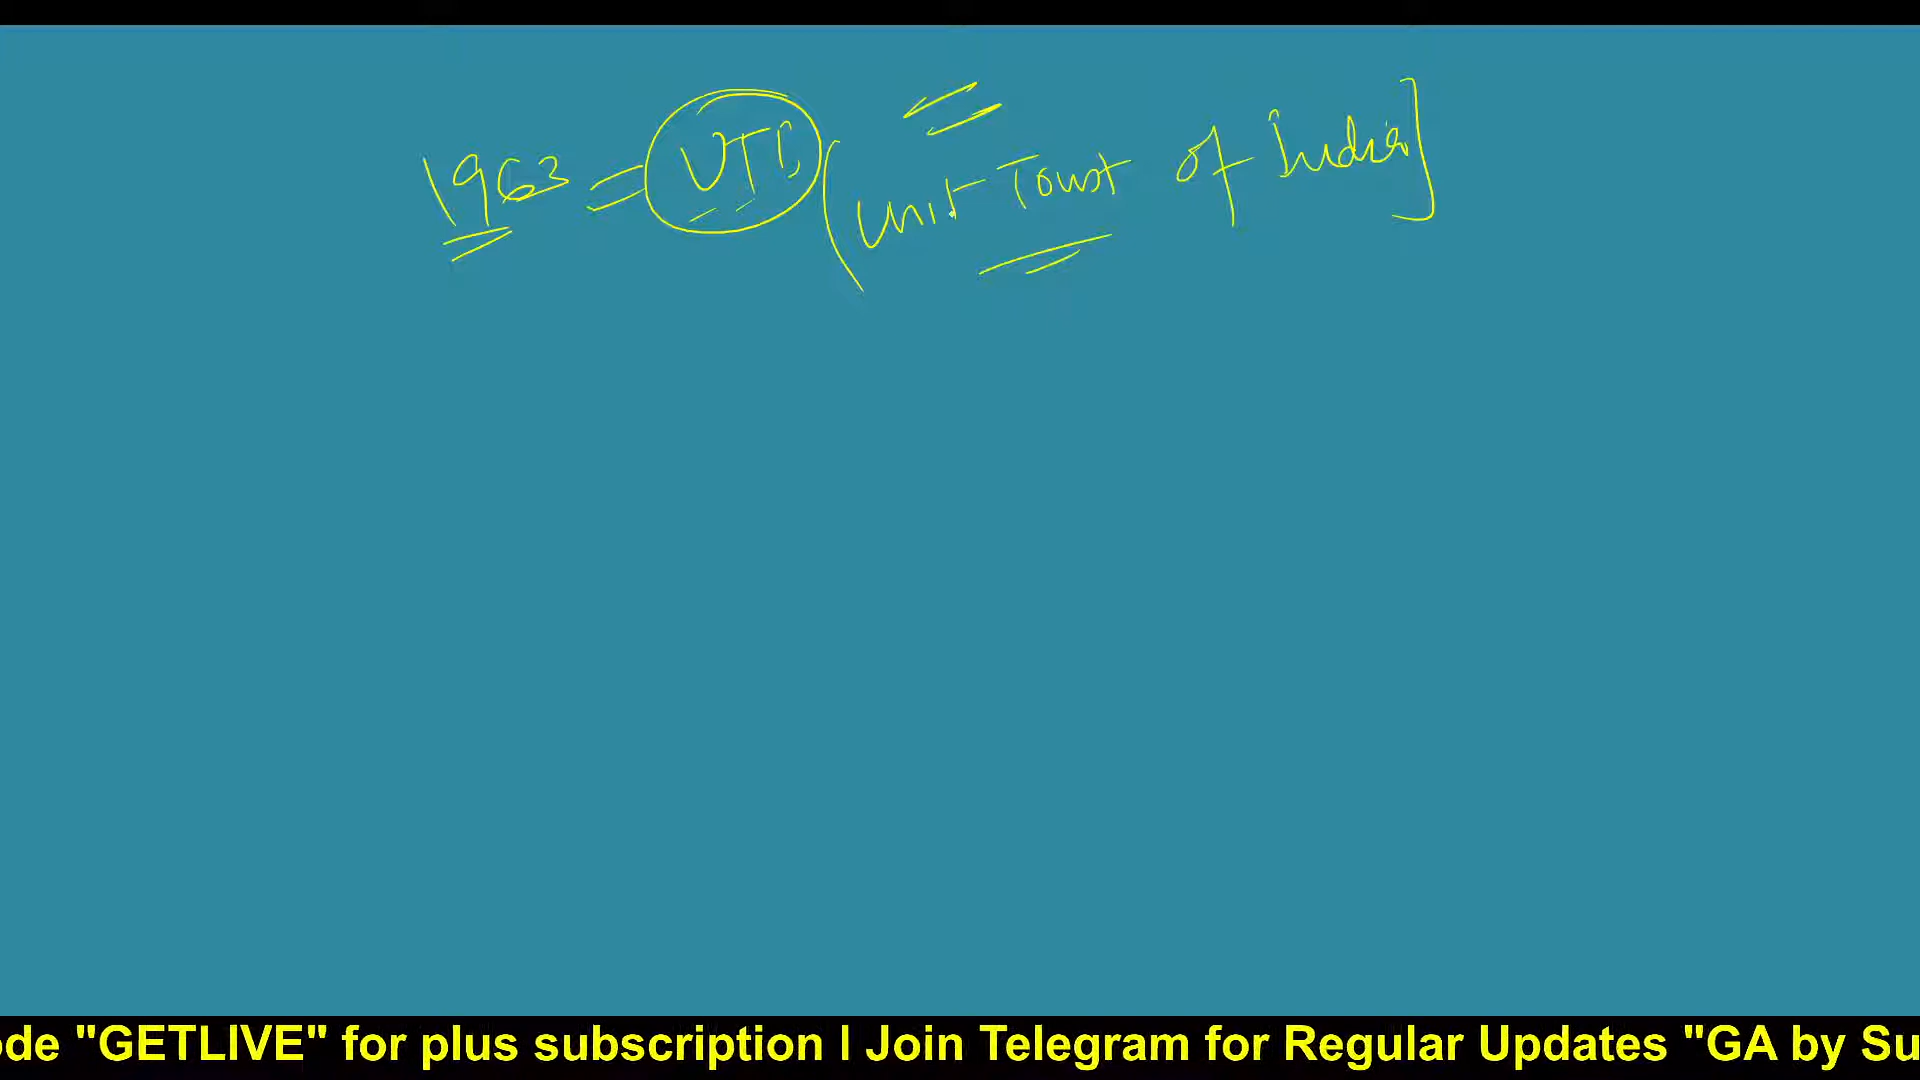 1963 = UTI (Unit Trust of India]
ode "GETLIVE" for plus subscription l Join Telegram for Regular Updates "GA by Su